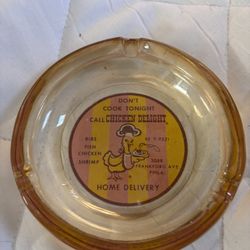 DON'T
COOK TONIGHT
CALL CHICKEN DELIGHT
RIBS
FISH
CHICKEN
SHRIMP
FRANKFORD AVE
PHILA.
HOME DELIVERY